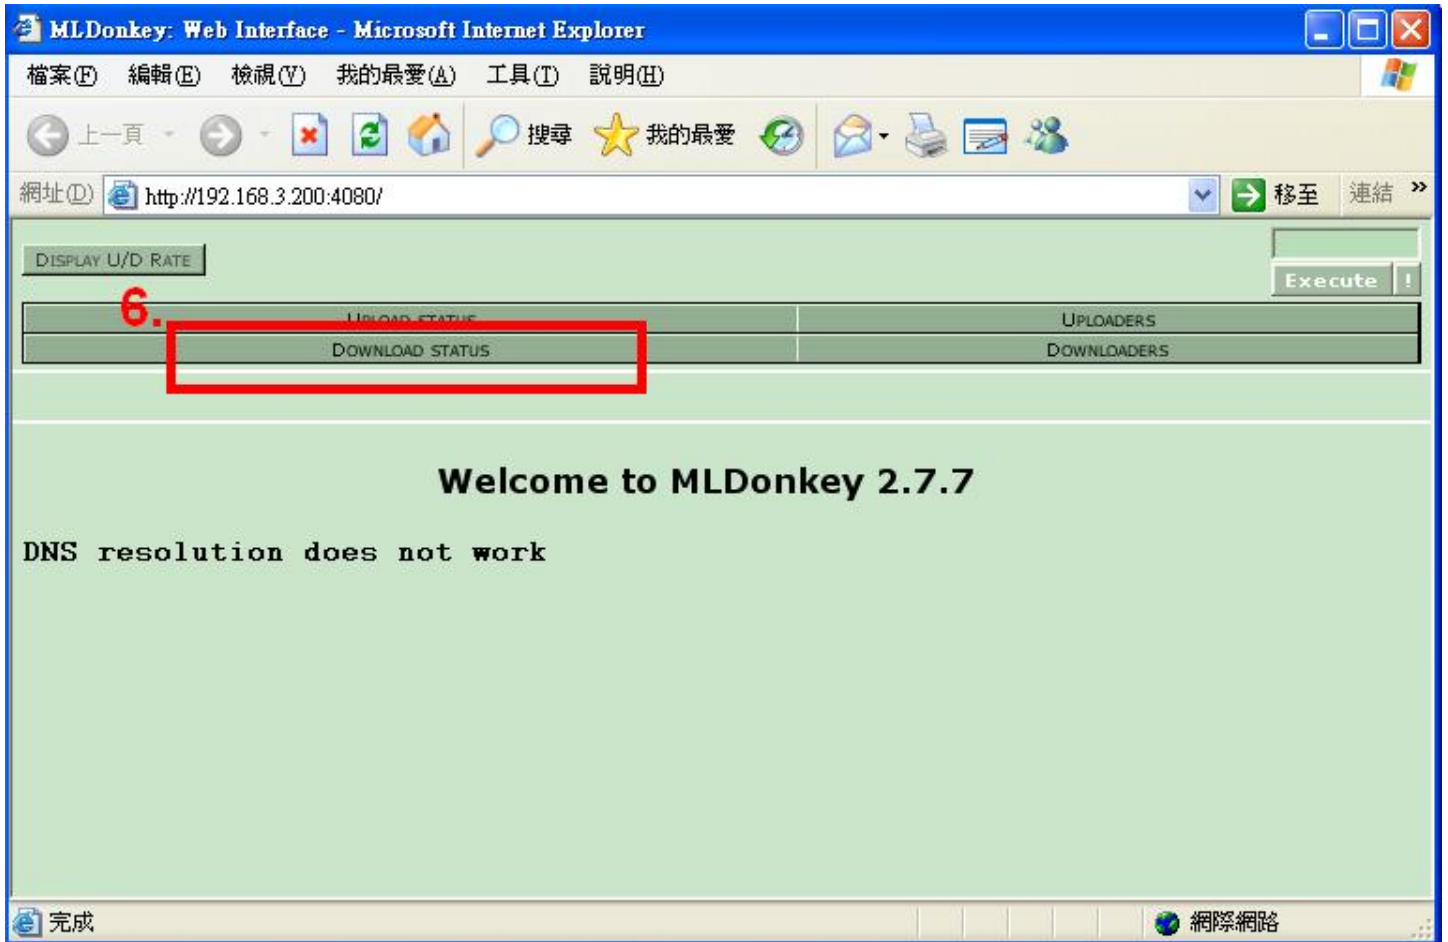 MLDonkey: Web Interface - Microsoft Internet Explorer
檔案(F) 編輯(E) 檢視(V) 我的最愛(A) 工具(T) 說明(H)
上一頁 搜尋 我的最愛
網址(D) http://192.168.3.200:4080/ 移至 連結 »
DISPLAY U/D RATE
Execute !
6.
UPLOAD STATUS UPLOADERS
DOWNLOAD STATUS DOWNLOADERS
Welcome to MLDonkey 2.7.7
DNS resolution does not work
完成 網際網路